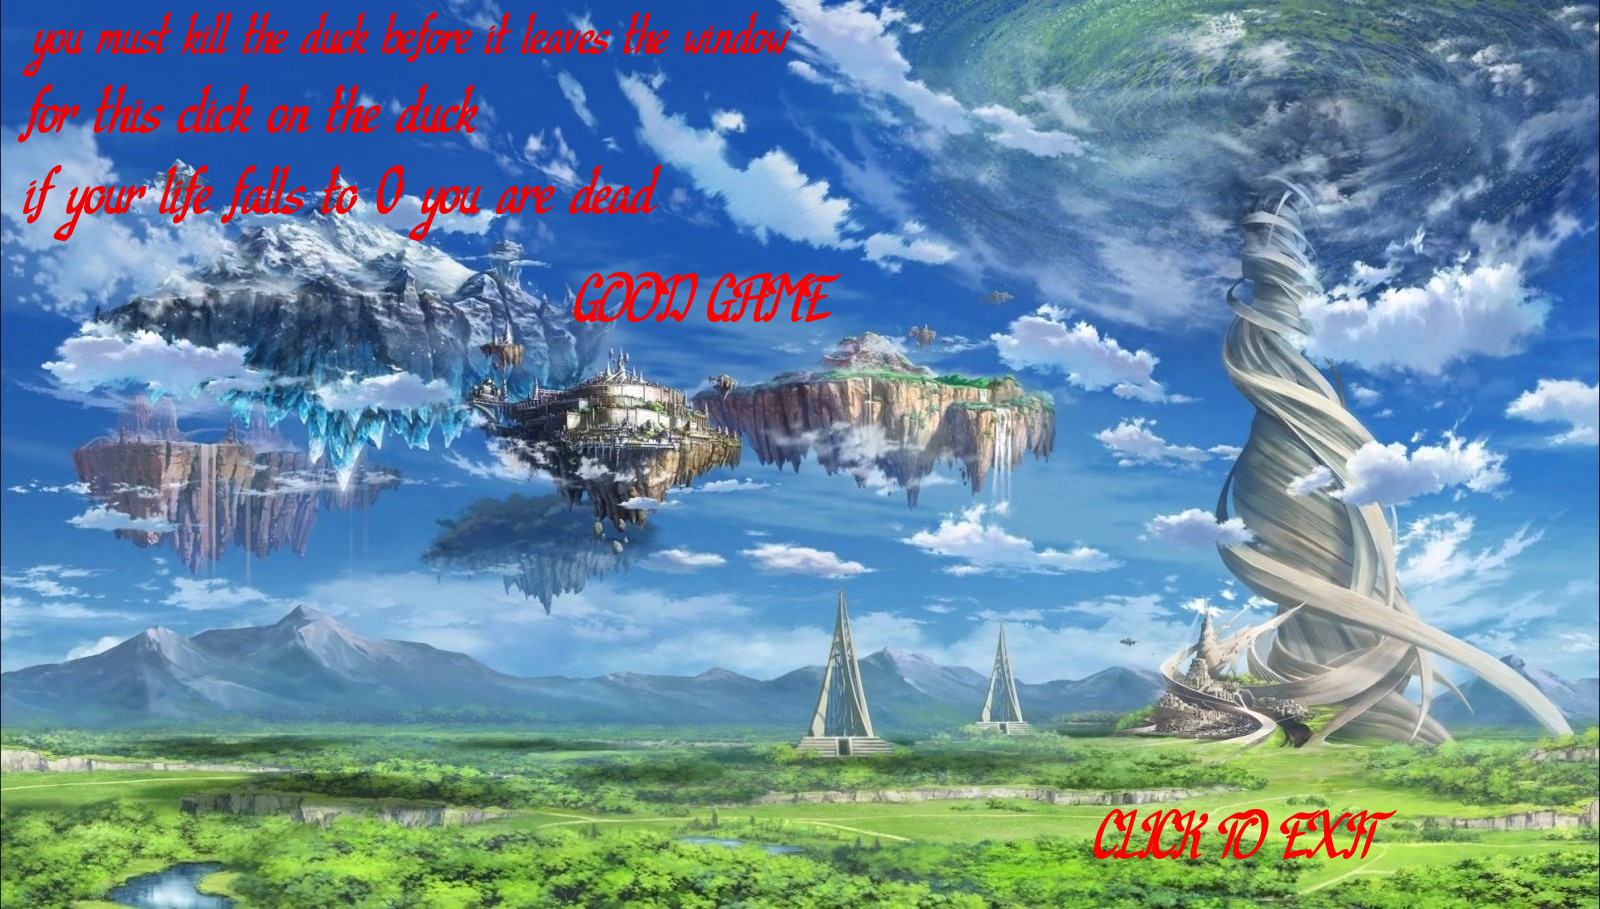 you must kill the duck before it leaves the window
for this click on the duck
if your life falls to 0 you are dead
GOOD GAME
CLICK TO EXIT